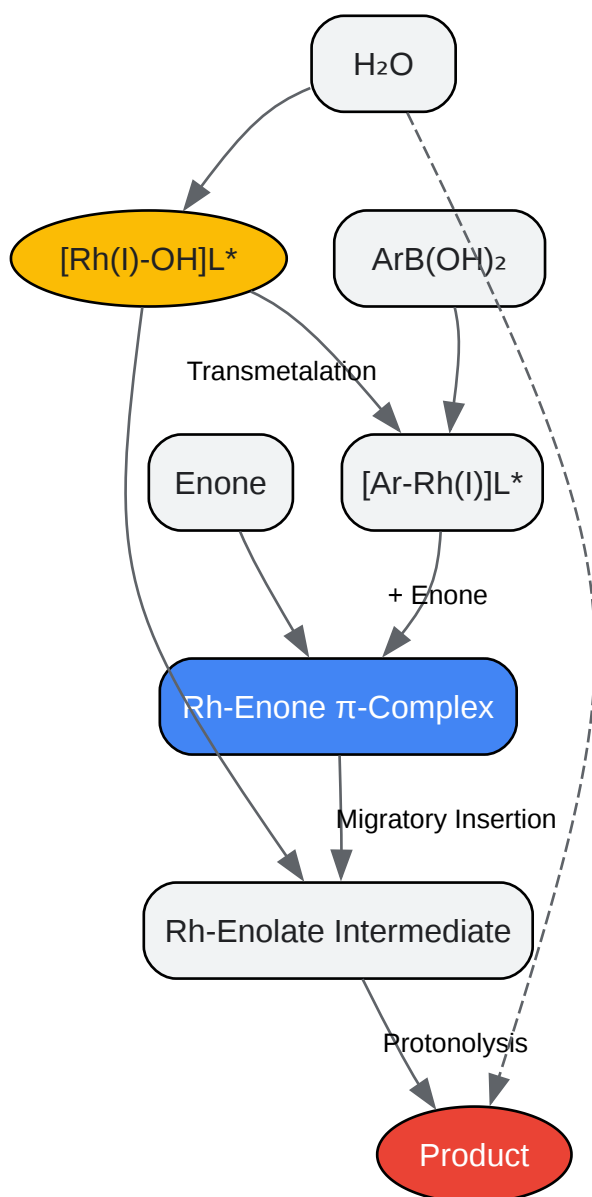 H₂O
[Rh(I)-OH]L*
ArB(OH)₂
Transmetalation
Enone
[Ar-Rh(I)]L*
+ Enone
Rh-Enone π-Complex
Migratory Insertion
Rh-Enolate Intermediate
Protonolysis
Product